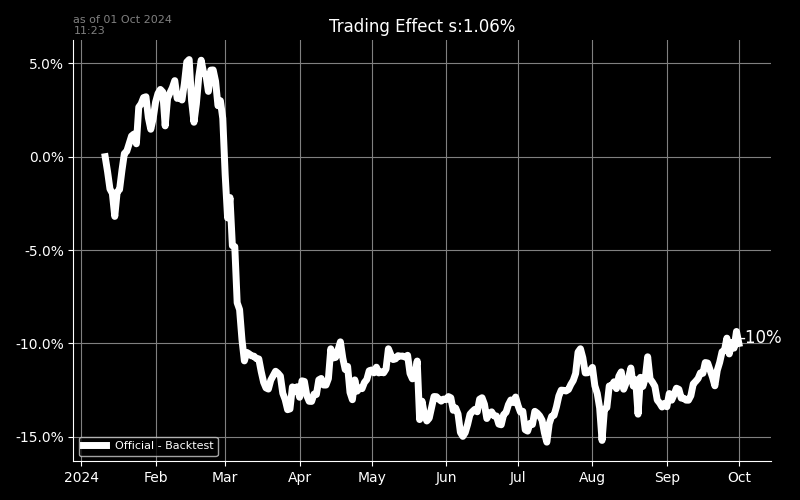 as of 01 Oct 2024
11:23
Trading Effect s:1.06%
5.0%
0.0%
-5.0%
-10.0%
-15.0%
-10%
Official - Backtest
2024 Feb Mar Apr May Jun Jul Aug Sep Oct